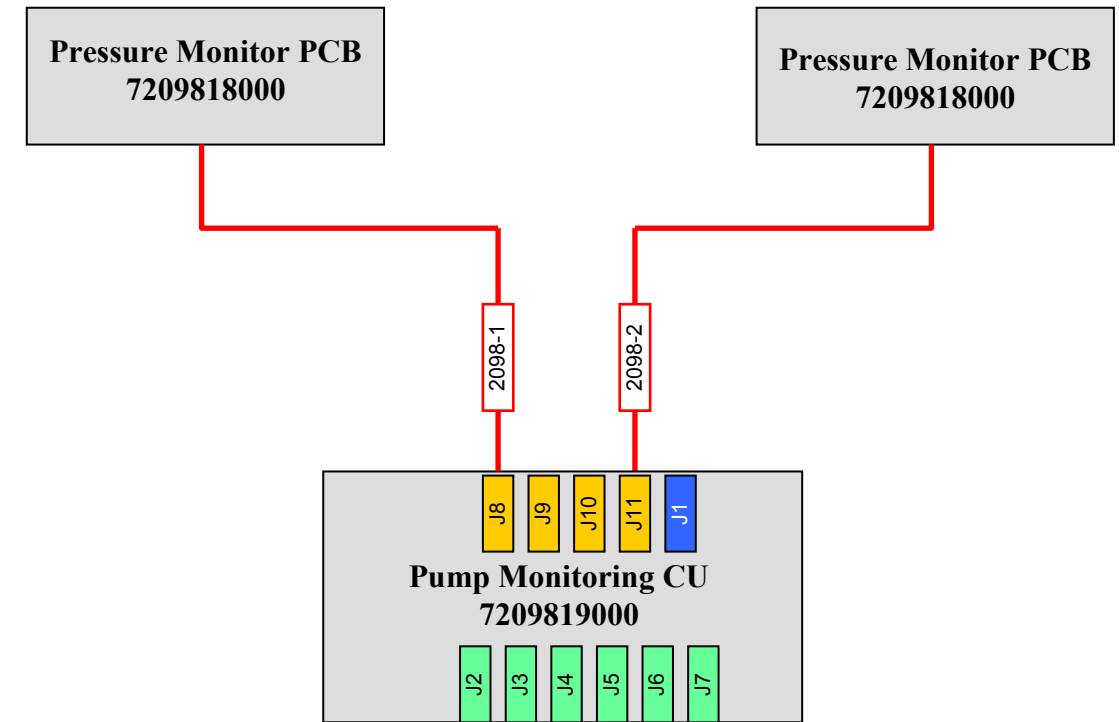 Pressure Monitor PCB
7209818000
Pressure Monitor PCB
7209818000
2098-1
2098-2
J8
J9
J10
J11
J1
Pump Monitoring CU
7209819000
J2
J3
J4
J5
J6
J7